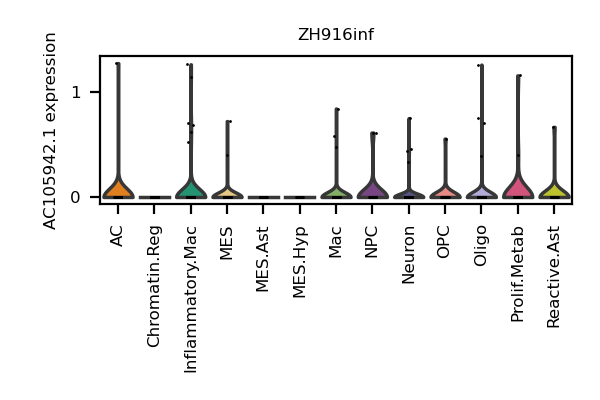 ZH916inf
AC105942.1 expression
1
0
AC
Chromatin.Reg
Inflammatory.Mac
MES
MES.Ast
MES.Hyp
Mac
NPC
Neuron
OPC
Oligo
Prolif.Metab
Reactive.Ast